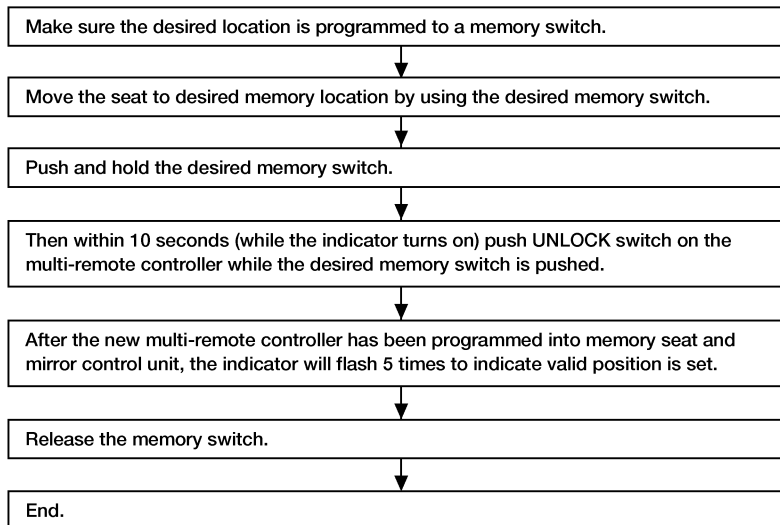 Make sure the desired location is programmed to a memory switch.
Move the seat to desired memory location by using the desired memory switch.
Push and hold the desired memory switch.
Then within 10 seconds (while the indicator turns on) push UNLOCK switch on the
multi-remote controller while the desired memory switch is pushed.
After the new multi-remote controller has been programmed into memory seat and
mirror control unit, the indicator will flash 5 times to indicate valid position is set.
Release the memory switch.
End.